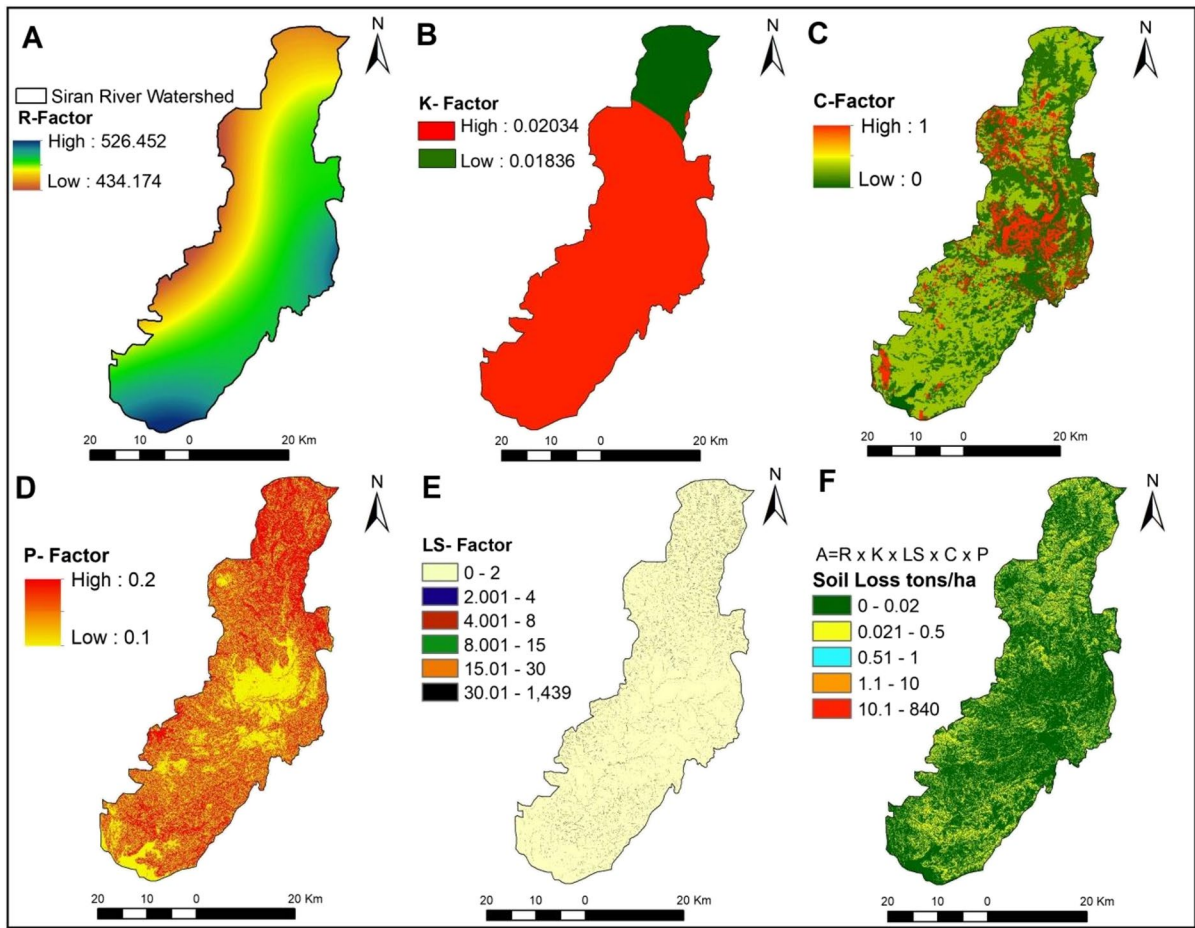 A
N
Siran River Watershed
R-Factor
High : 526.452
Low : 434.174
20 10 0 20 Km
B
N
K- Factor
High : 0.02034
Low : 0.01836
20 10 0 20 Km
C
N
C-Factor
High : 1
Low : 0
20 10 0 20 Km
D
N
P- Factor
High : 0.2
Low : 0.1
20 10 0 20 Km
E
N
LS- Factor
0 - 2
2.001 - 4
4.001 - 8
8.001 - 15
15.01 - 30
30.01 - 1,439
20 10 0 20 Km
F
N
A=R x K x LS x C x P
Soil Loss tons/ha
0 - 0.02
0.021 - 0.5
0.51 - 1
1.1 - 10
10.1 - 840
20 10 0 20 Km